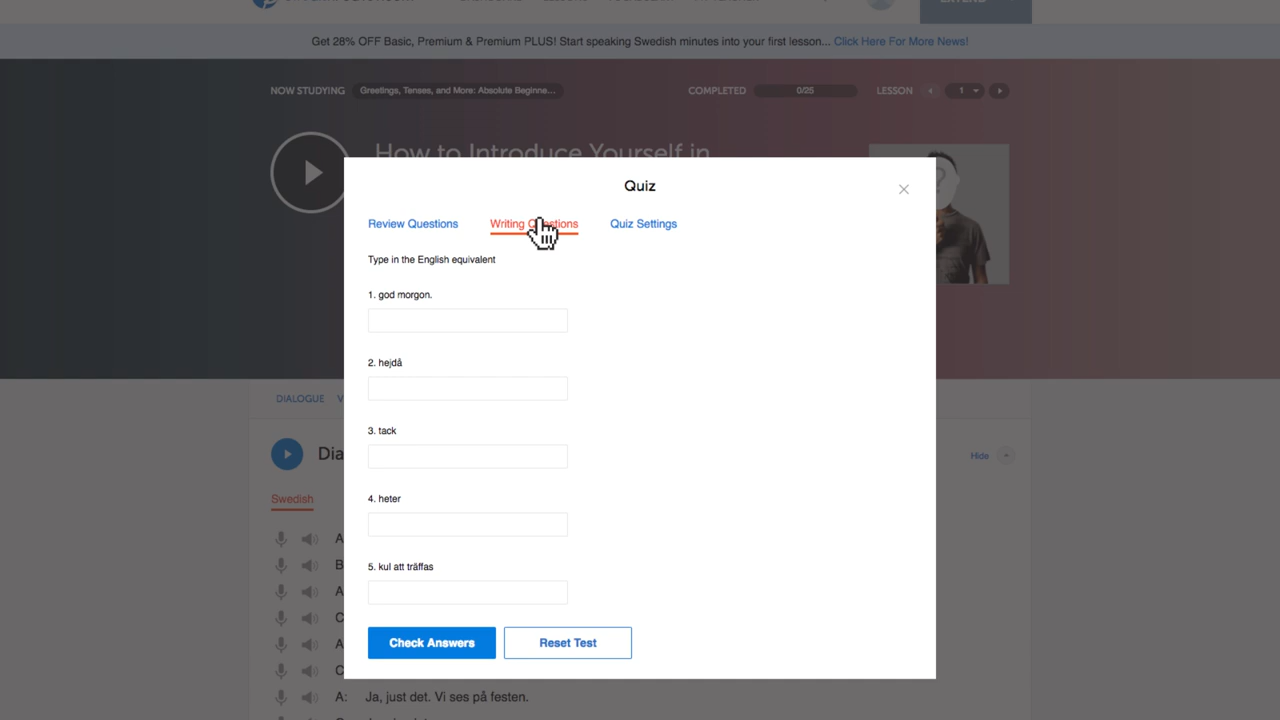 Get 28% OFF Basic, Premium & Premium PLUS! Start speaking Swedish minutes into your first lesson... Click Here For More News!
NOW STUDYING Greetings, Tenses, and More: Absolute Beginne... COMPLETED 0/25 LESSON 1
How to Introduce Yourself in
Quiz
Review Questions Writing Questions Quiz Settings
Type in the English equivalent
1. god morgon.
2. hejdå
3. tack
4. heter
5. kul att träffas
Check Answers Reset Test
DIALOGUE V
Dia Hide
Swedish
A
B
A
C
A
C
A: Ja, just det. Vi ses på festen.